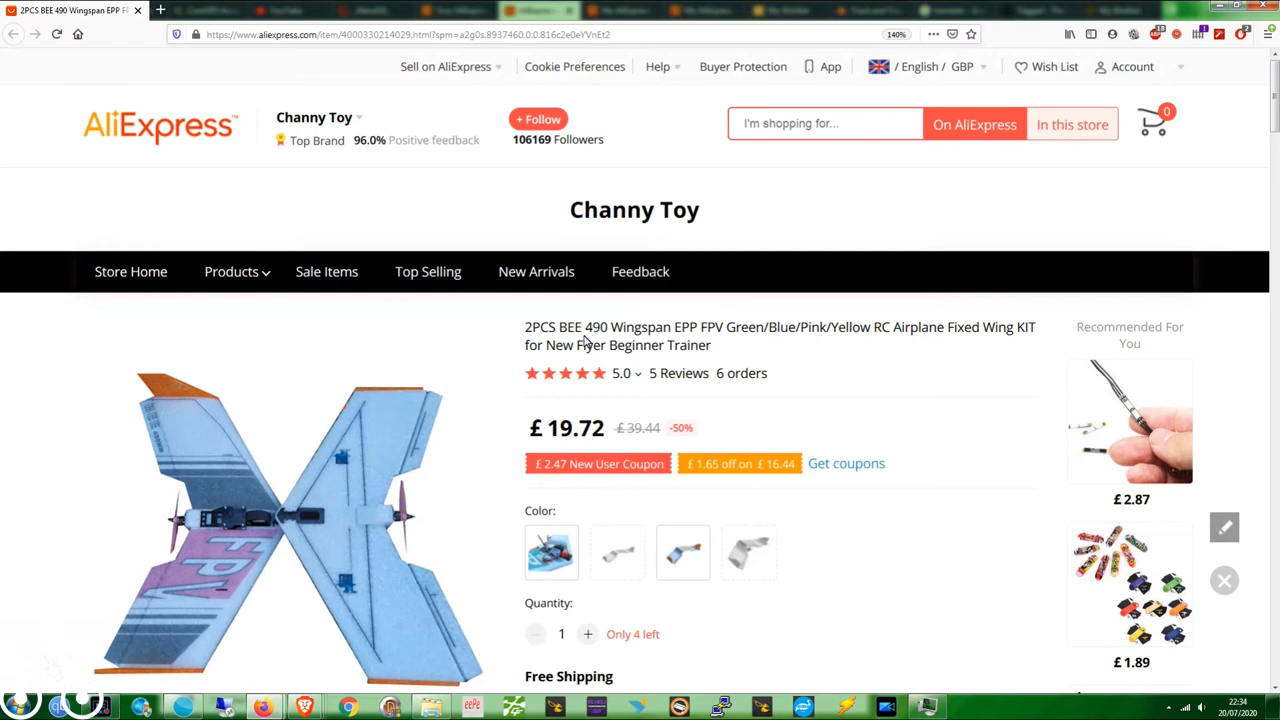 2PCS BEE 490 Wingspan EPP FP
https://www.aliexpress.com/item/4000330214029.html?spm=a2g0s.8937460.0.0.816c2e0eYVnEt2
140%
Sell on AliExpress
Cookie Preferences
Help
Buyer Protection
App
/ English / GBP
Wish List
Account
AliExpress
Channy Toy
Top Brand 96.0% Positive feedback
+ Follow
106169 Followers
I'm shopping for...
On AliExpress
In this store
0
Channy Toy
Store Home
Products
Sale Items
Top Selling
New Arrivals
Feedback
2PCS BEE 490 Wingspan EPP FPV Green/Blue/Pink/Yellow RC Airplane Fixed Wing KIT
for New Flyer Beginner Trainer
5.0 5 Reviews 6 orders
£ 19.72 £ 39.44 -50%
£ 2.47 New User Coupon
£ 1.65 off on £ 16.44
Get coupons
Color:
Quantity:
1
Only 4 left
Free Shipping
FPV
Recommended For
You
£ 2.87
£ 1.89
22:34
20/07/2020